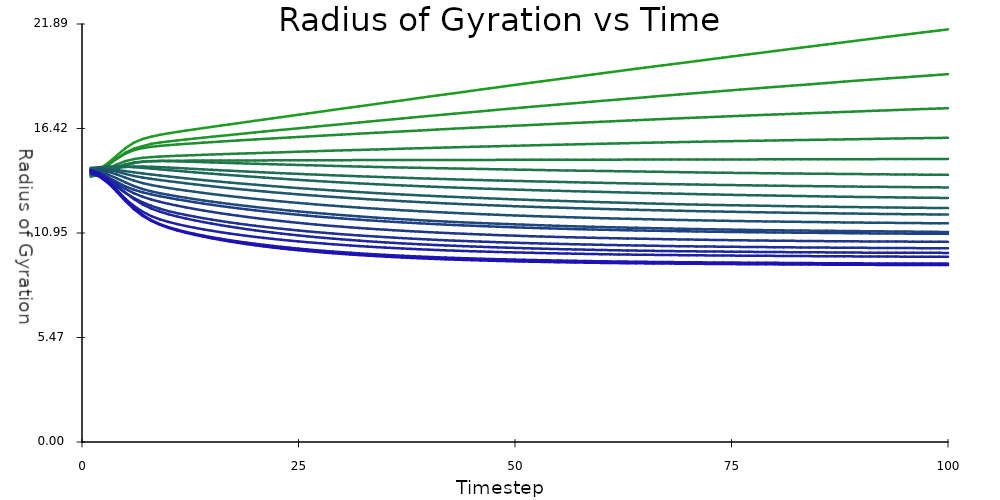 Radius of Gyration vs Time
21.89
16.42
10.95
5.47
0.00
Radius of Gyration
0 25 50 75 100
Timestep